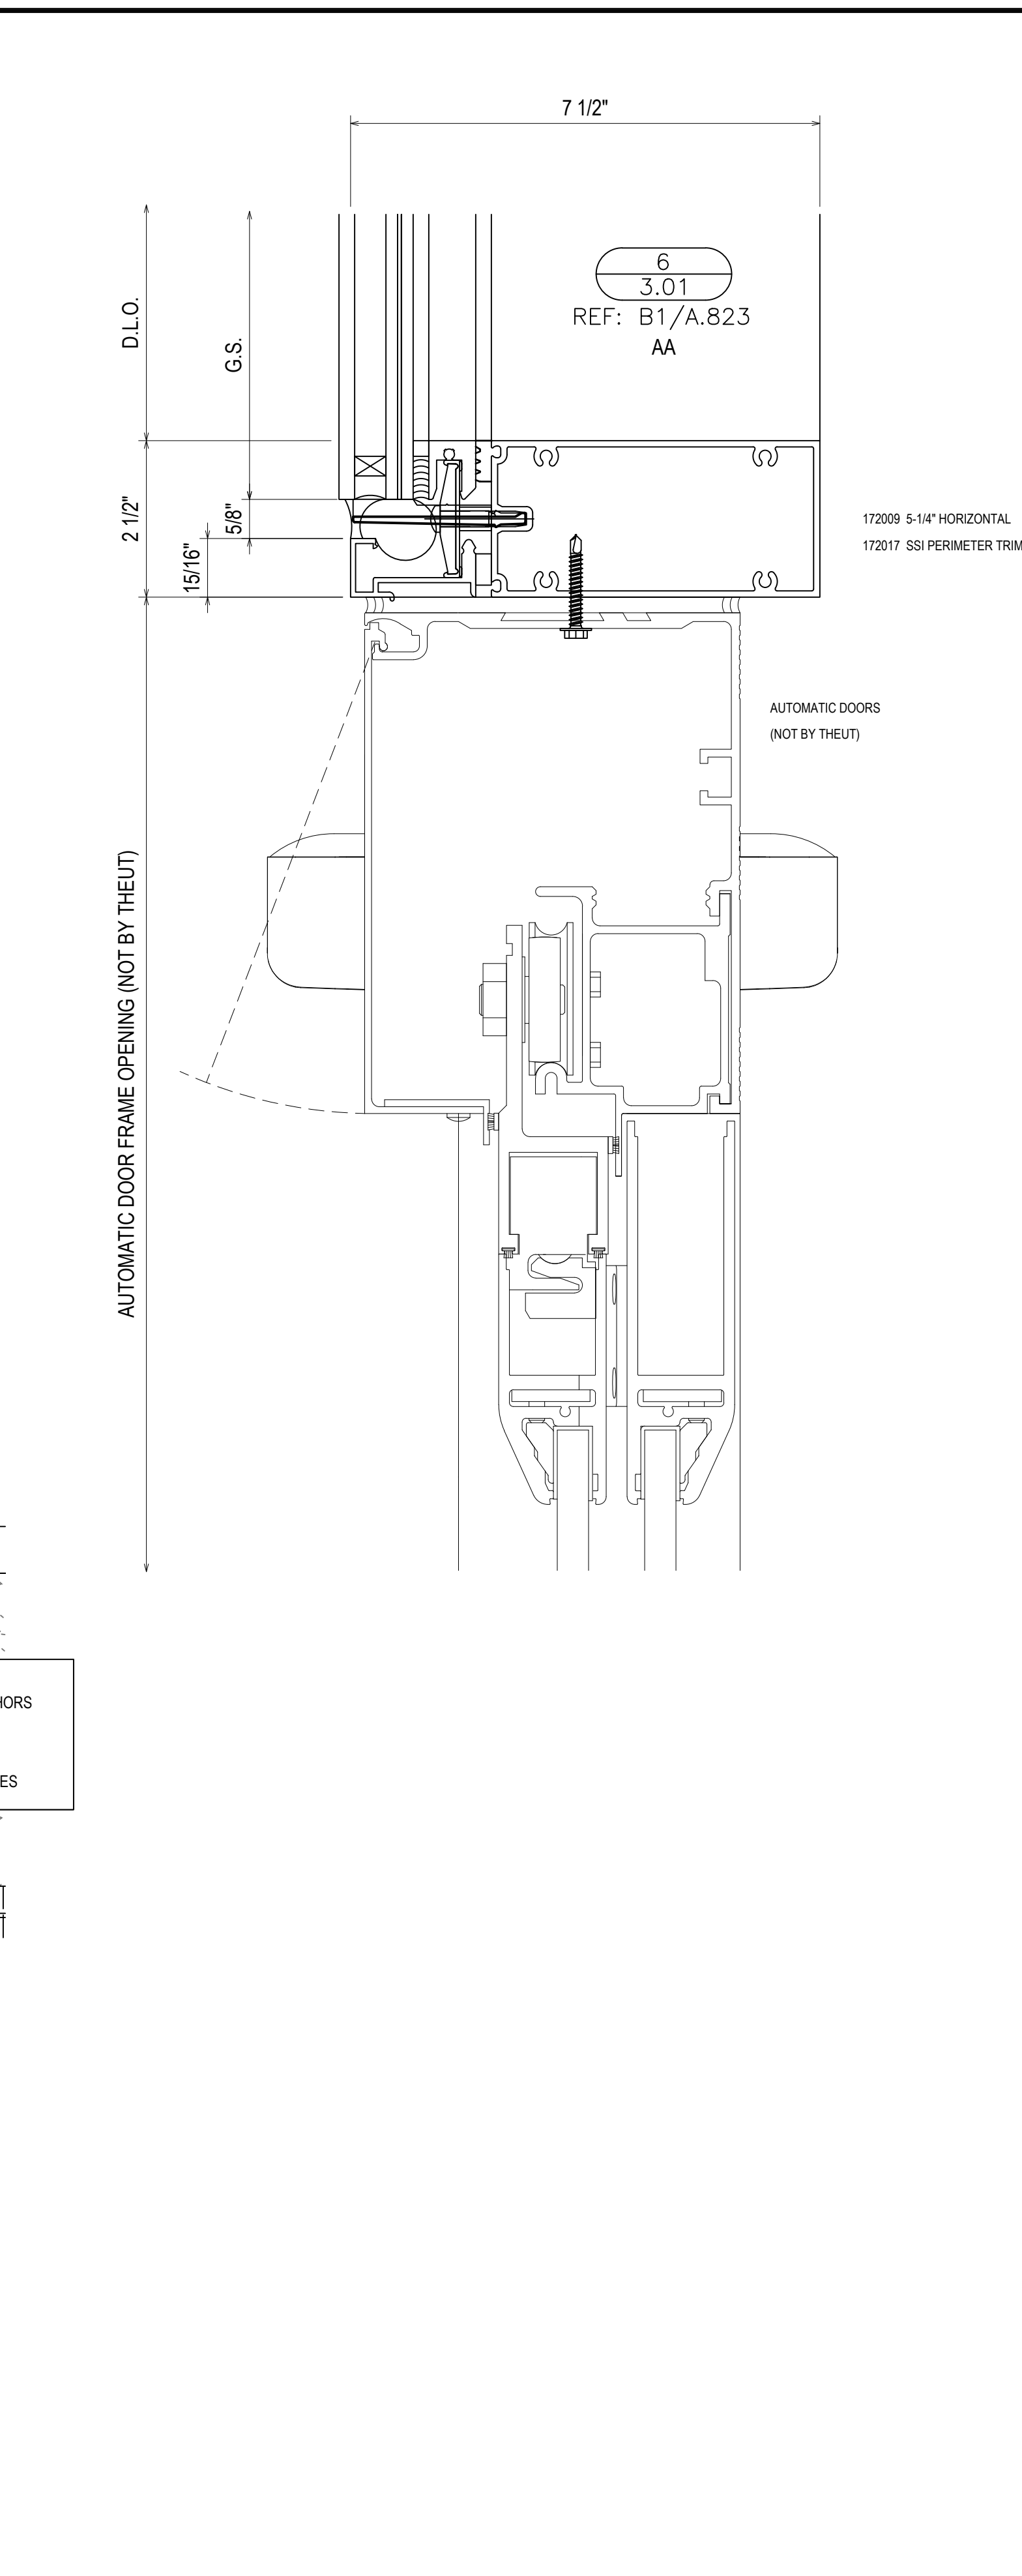 7 1/2"
6
3.01
REF: B1/A.823
AA
D.L.O.
G.S.
2 1/2"
5/8"
15/16"
172009 5-1/4" HORIZONTAL
172017 SSI PERIMETER TRIM
AUTOMATIC DOORS
(NOT BY THEUT)
AUTOMATIC DOOR FRAME OPENING (NOT BY THEUT)
HORS
ES